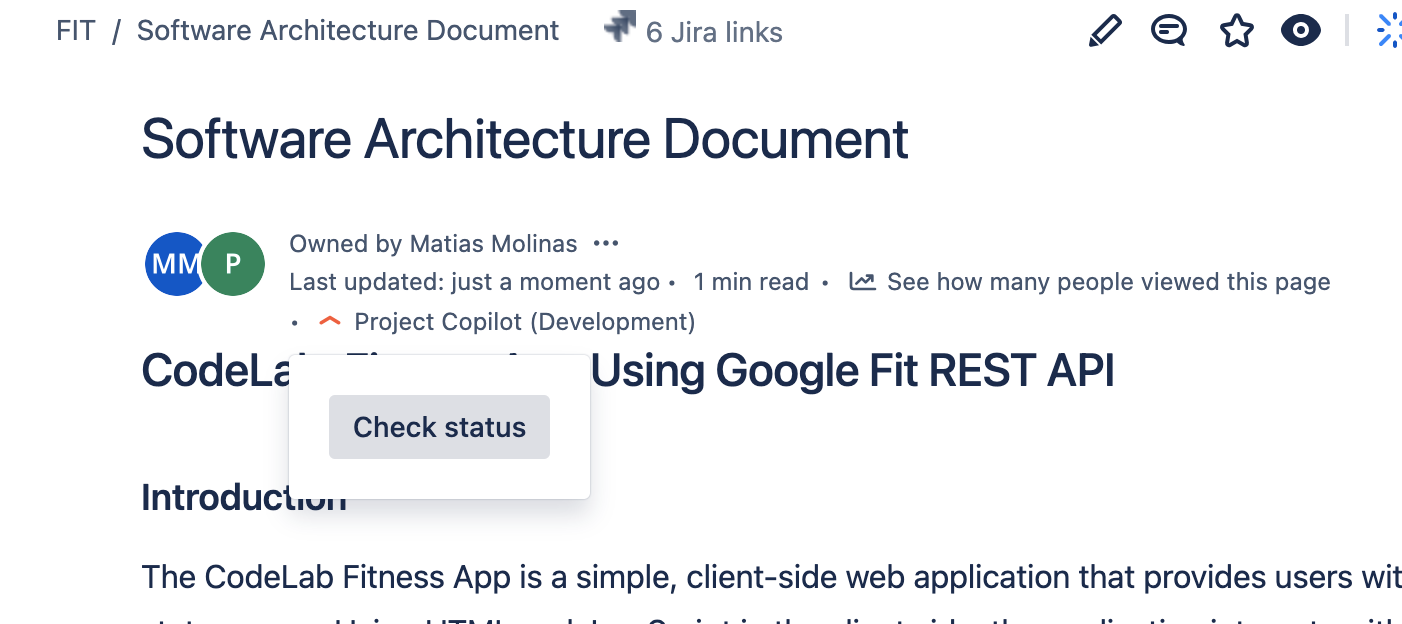 FIT / Software Architecture Document 6 Jira links
Software Architecture Document
MM P
Owned by Matias Molinas •••
Last updated: just a moment ago • 1 min read • See how many people viewed this page
• Project Copilot (Development)
CodeLa Using Google Fit REST API
Check status
Introduction
The CodeLab Fitness App is a simple, client-side web application that provides users wit